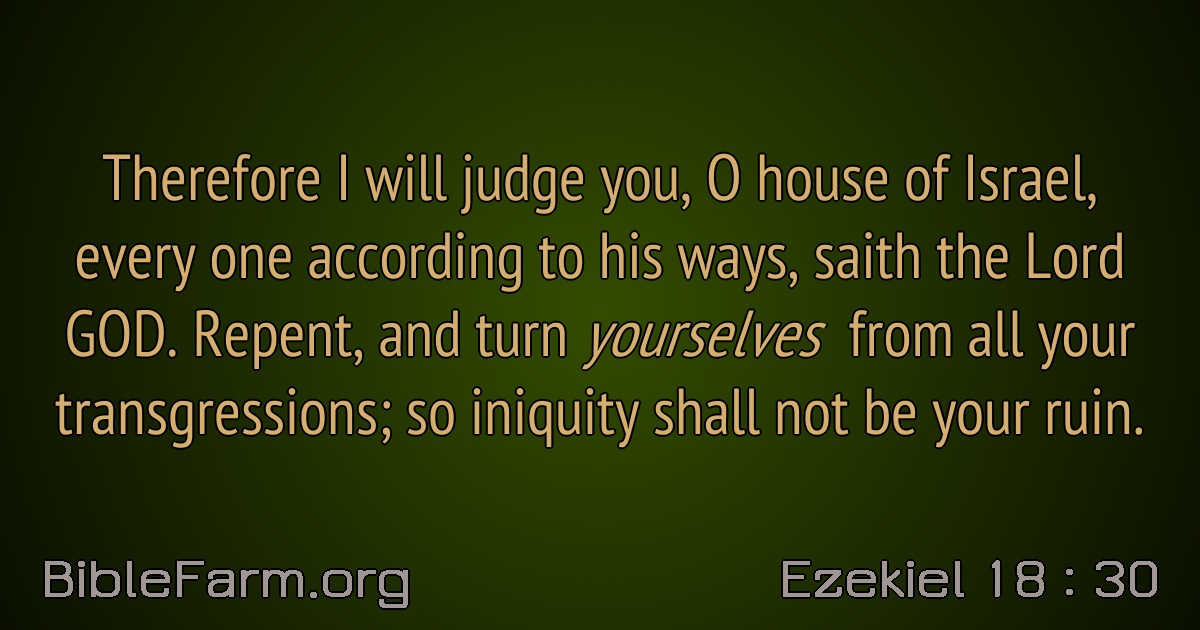 Therefore I will judge you, O house of Israel,
every one according to his ways, saith the Lord
GOD. Repent, and turn yourselves from all your
transgressions; so iniquity shall not be your ruin.
BibleFarm.org
Ezekiel 18 : 30